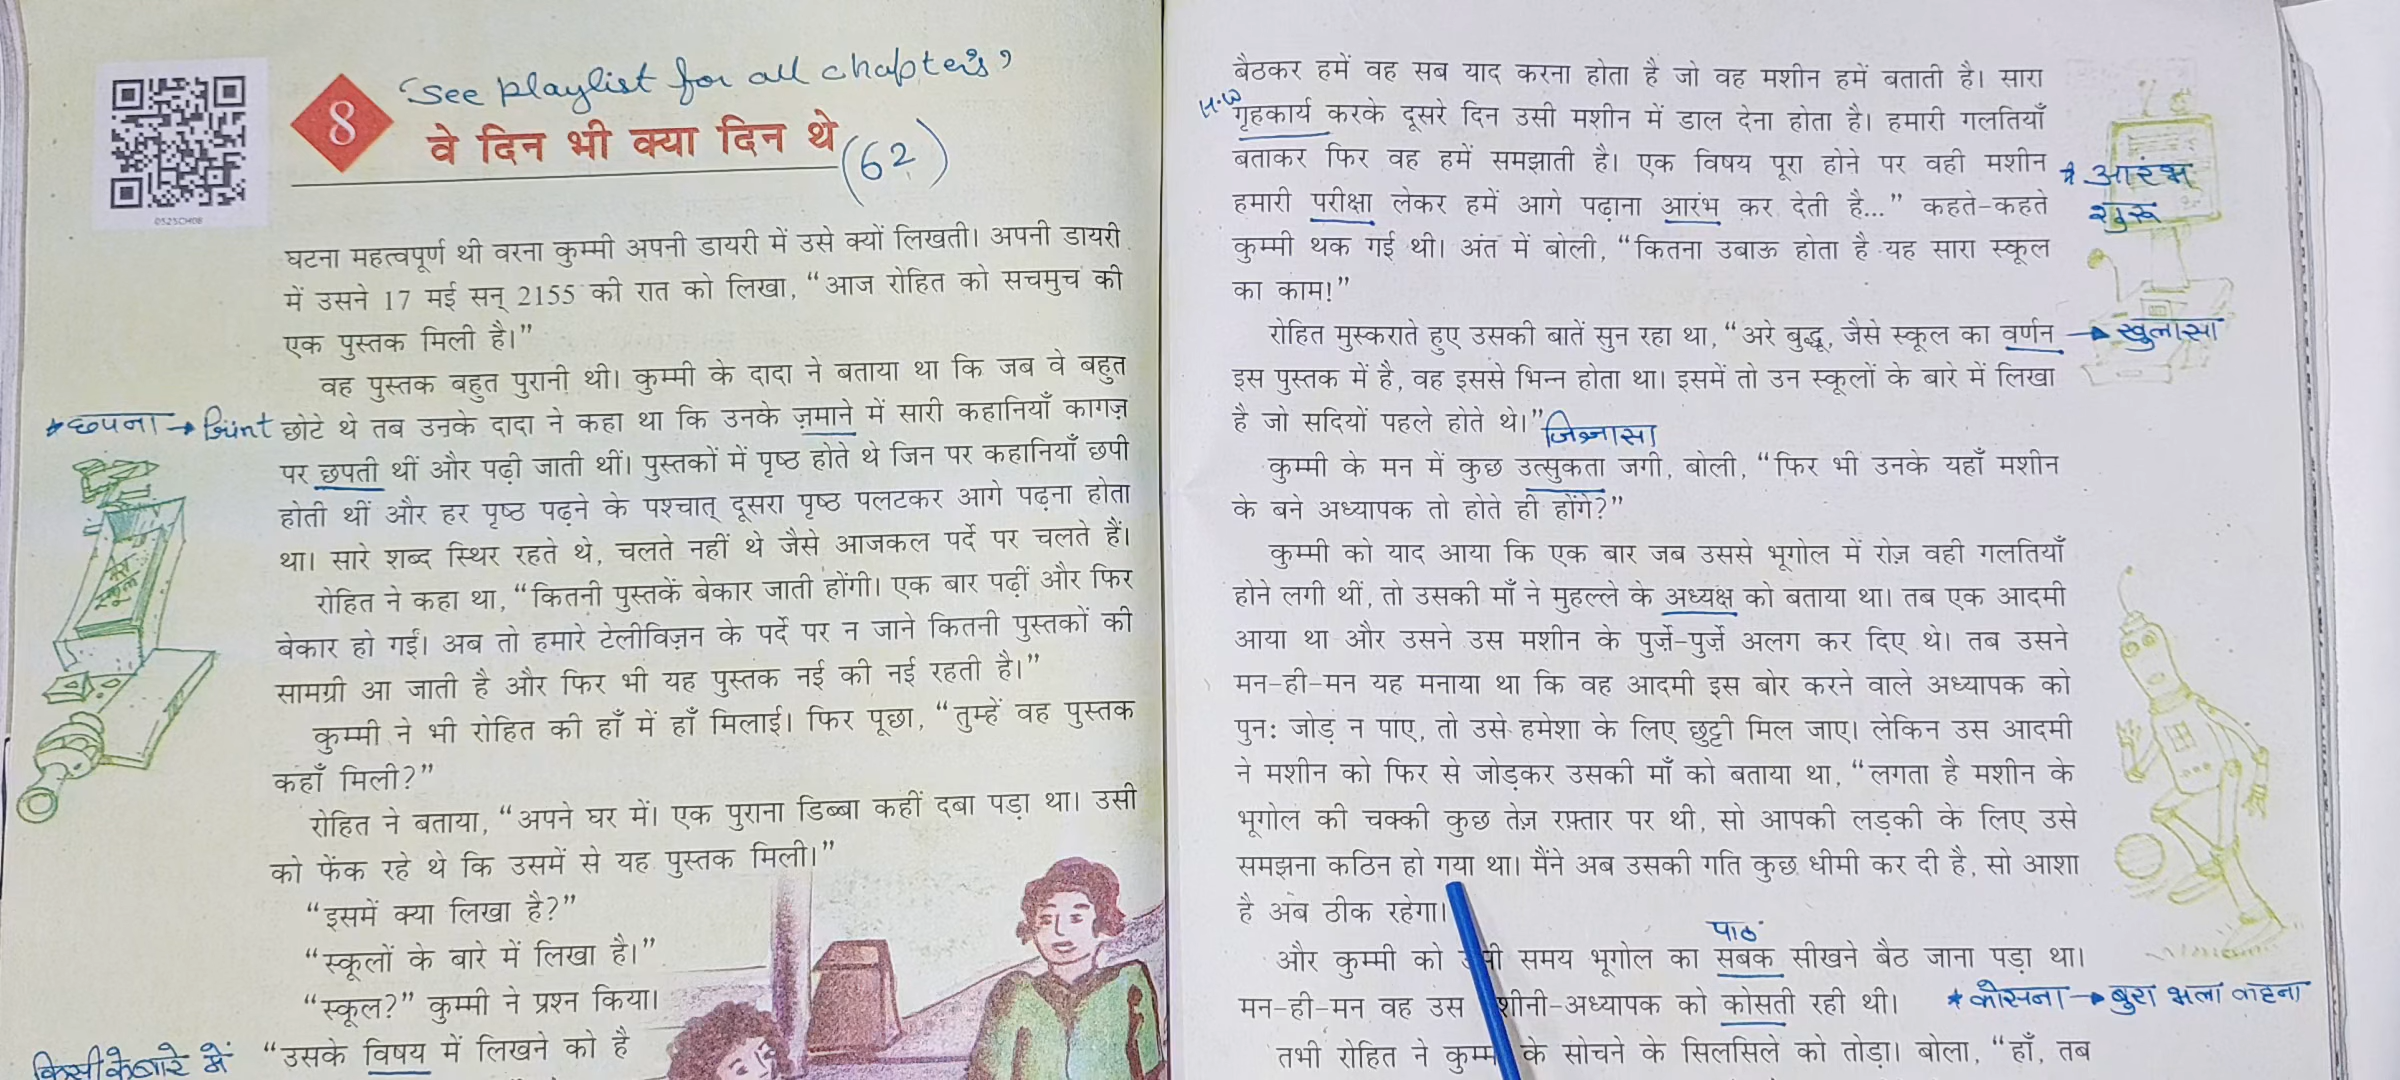 See playlist for all chapters'
8
वे दिन भी क्या दिन थे
(62)
0525CH08
घटना महत्वपूर्ण थी वरना कुम्मी अपनी डायरी में उसे क्यों लिखती। अपनी डायरी
में उसने 17 मई सन् 2155 की रात को लिखा, “आज रोहित को सचमुच की
एक पुस्तक मिली है।”
वह पुस्तक बहुत पुरानी थी। कुम्मी के दादा ने बताया था कि जब वे बहुत
* छपना → Print
छोटे थे तब उनके दादा ने कहा था कि उनके ज़माने में सारी कहानियाँ कागज़
पर छपती थीं और पढ़ी जाती थीं। पुस्तकों में पृष्ठ होते थे जिन पर कहानियाँ छपी
होती थीं और हर पृष्ठ पढ़ने के पश्चात् दूसरा पृष्ठ पलटकर आगे पढ़ना होता
था। सारे शब्द स्थिर रहते थे, चलते नहीं थे जैसे आजकल पर्दे पर चलते हैं।
रोहित ने कहा था, “कितनी पुस्तकें बेकार जाती होंगी। एक बार पढ़ीं और फिर
बेकार हो गईं। अब तो हमारे टेलीविज़न के पर्दे पर न जाने कितनी पुस्तकों की
सामग्री आ जाती है और फिर भी यह पुस्तक नई की नई रहती है।”
कुम्मी ने भी रोहित की हाँ में हाँ मिलाई। फिर पूछा, “तुम्हें वह पुस्तक
कहाँ मिली?”
रोहित ने बताया, “अपने घर में। एक पुराना डिब्बा कहीं दबा पड़ा था। उसी
को फेंक रहे थे कि उसमें से यह पुस्तक मिली।”
“इसमें क्या लिखा है?”
“स्कूलों के बारे में लिखा है।”
“स्कूल?” कुम्मी ने प्रश्न किया।
किसी के बारे में
“उसके विषय में लिखने को है
बैठकर हमें वह सब याद करना होता है जो वह मशीन हमें बताती है। सारा
H.W
गृहकार्य करके दूसरे दिन उसी मशीन में डाल देना होता है। हमारी गलतियाँ
बताकर फिर वह हमें समझाती है। एक विषय पूरा होने पर वही मशीन
* आरंभ
शुरू
हमारी परीक्षा लेकर हमें आगे पढ़ाना आरंभ कर देती है...” कहते-कहते
कुम्मी थक गई थी। अंत में बोली, “कितना उबाऊ होता है यह सारा स्कूल
का काम!”
रोहित मुस्कराते हुए उसकी बातें सुन रहा था, “अरे बुद्धू, जैसे स्कूल का वर्णन
→ खुलासा
इस पुस्तक में है, वह इससे भिन्न होता था। इसमें तो उन स्कूलों के बारे में लिखा
है जो सदियों पहले होते थे।”
जिज्ञासा
कुम्मी के मन में कुछ उत्सुकता जगी, बोली, “फिर भी उनके यहाँ मशीन
के बने अध्यापक तो होते ही होंगे?”
कुम्मी को याद आया कि एक बार जब उससे भूगोल में रोज़ वही गलतियाँ
होने लगी थीं, तो उसकी माँ ने मुहल्ले के अध्यक्ष को बताया था। तब एक आदमी
आया था और उसने उस मशीन के पुर्ज़े-पुर्ज़े अलग कर दिए थे। तब उसने
मन-ही-मन यह मनाया था कि वह आदमी इस बोर करने वाले अध्यापक को
पुन: जोड़ न पाए, तो उसे हमेशा के लिए छुट्टी मिल जाए। लेकिन उस आदमी
ने मशीन को फिर से जोड़कर उसकी माँ को बताया था, “लगता है मशीन के
भूगोल की चक्की कुछ तेज़ रफ़्तार पर थी, सो आपकी लड़की के लिए उसे
समझना कठिन हो गया था। मैंने अब उसकी गति कुछ धीमी कर दी है, सो आशा
है अब ठीक रहेगा।
पाठ
और कुम्मी को समय भूगोल का सबक सीखने बैठ जाना पड़ा था।
मन-ही-मन वह उस शीनी-अध्यापक को कोसती रही थी।
* कोसना → बुरा भला कहना
तभी रोहित ने कुम्म के सोचने के सिलसिले को तोड़ा। बोला, “हाँ, तब